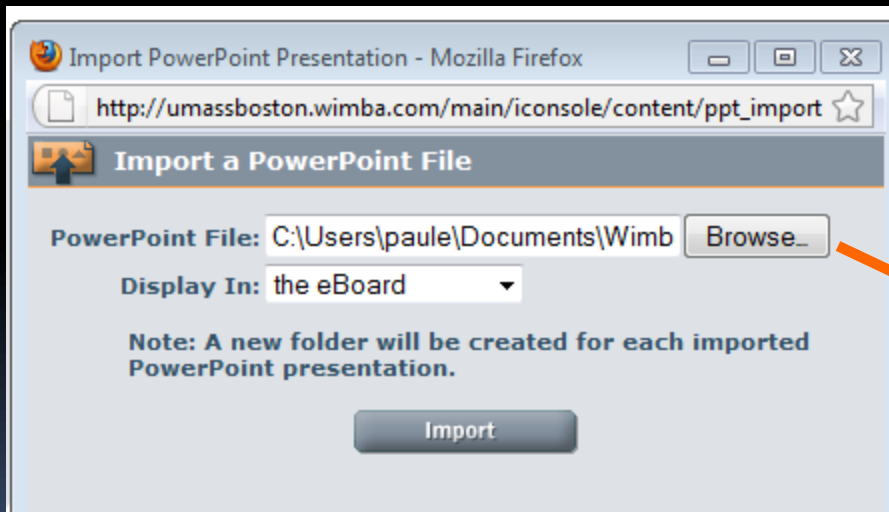 Import PowerPoint Presentation - Mozilla Firefox
http://umassboston.wimba.com/main/iconsole/content/ppt_import
Import a PowerPoint File
PowerPoint File: C:\Users\paule\Documents\Wimb Browse...
Display In: the eBoard
Note: A new folder will be created for each imported
PowerPoint presentation.
Import